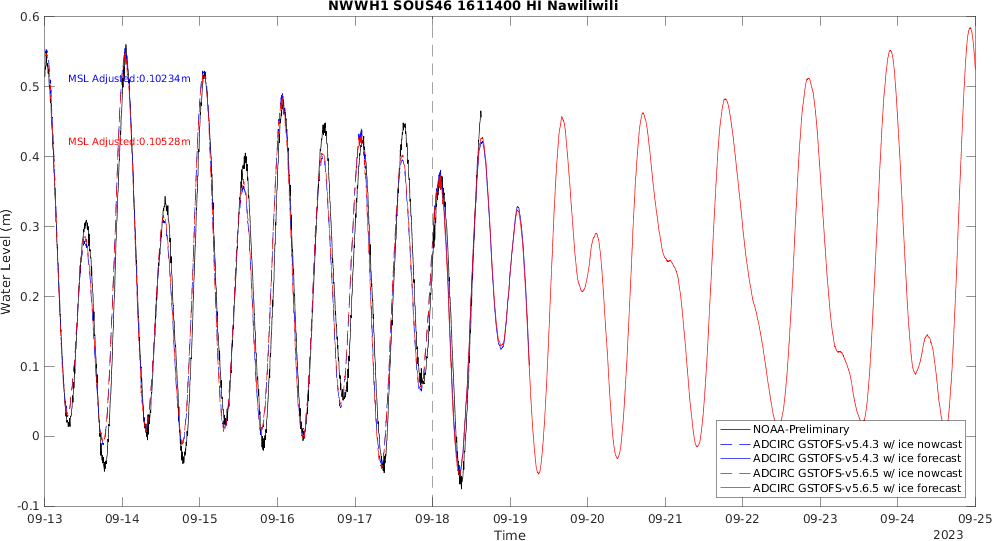 NWWH1 SOUS46 1611400 HI Nawiliwili
0.6
0.5
0.4
0.3
0.2
0.1
0
-0.1
Water Level (m)
MSL Adjusted:0.10234m
MSL Adjusted:0.10528m
NOAA-Preliminary
ADCIRC GSTOFS-v5.4.3 w/ ice nowcast
ADCIRC GSTOFS-v5.4.3 w/ ice forecast
ADCIRC GSTOFS-v5.6.5 w/ ice nowcast
ADCIRC GSTOFS-v5.6.5 w/ ice forecast
09-13 09-14 09-15 09-16 09-17 09-18 09-19 09-20 09-21 09-22 09-23 09-24 09-25
Time
2023